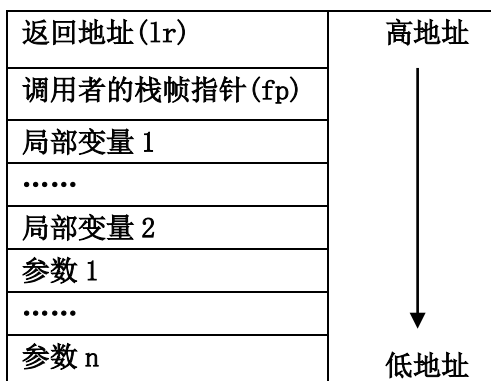 返回地址(lr)
高地址
调用者的栈帧指针(fp)
局部变量 1
……
局部变量 2
参数 1
……
参数 n
低地址